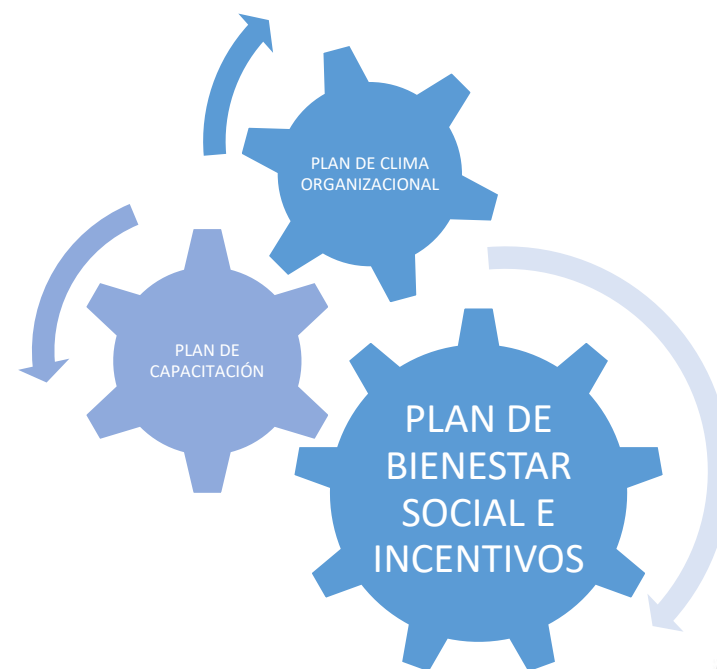 PLAN DE CLIMA
ORGANIZACIONAL
PLAN DE
CAPACITACIÓN
PLAN DE
BIENESTAR
SOCIAL E
INCENTIVOS